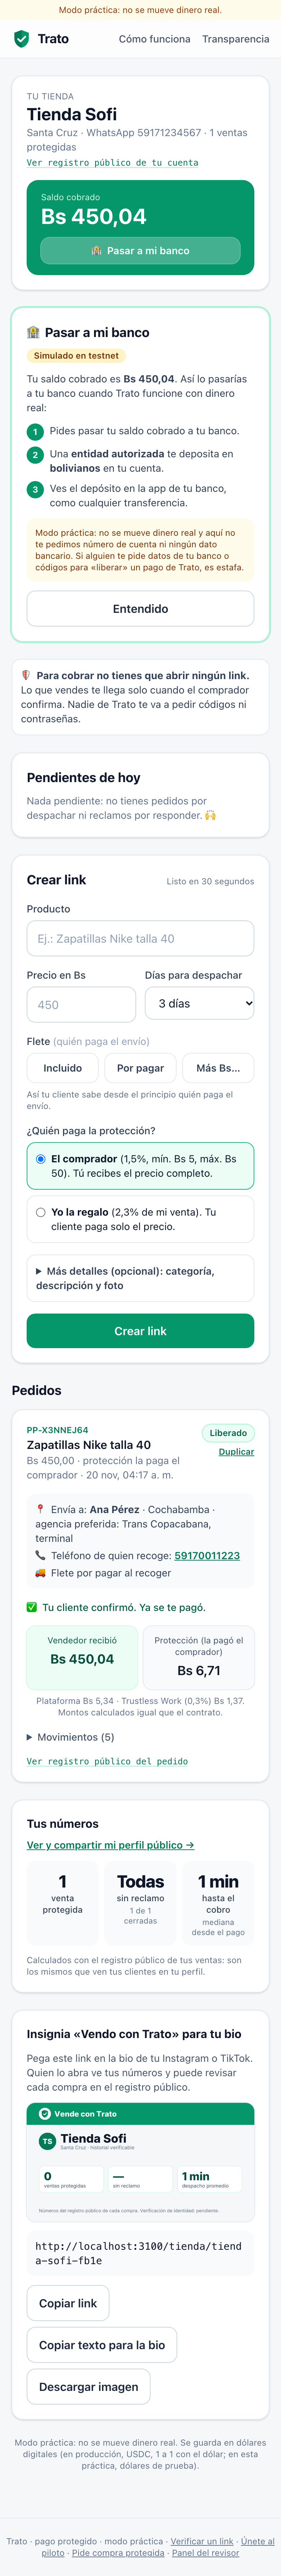 Modo práctica: no se mueve dinero real.
Trato
Cómo funciona
Transparencia
TU TIENDA
Tienda Sofi
Santa Cruz · WhatsApp 59171234567 · 1 ventas
protegidas
Ver registro público de tu cuenta
Saldo cobrado
Bs 450,04
🏦 Pasar a mi banco
🏦 Pasar a mi banco
Simulado en testnet
Tu saldo cobrado es Bs 450,04. Así lo pasarías
a tu banco cuando Trato funcione con dinero
real:
1 Pides pasar tu saldo cobrado a tu banco.
2 Una entidad autorizada te deposita en
bolivianos en tu cuenta.
3 Ves el depósito en la app de tu banco,
como cualquier transferencia.
Modo práctica: no se mueve dinero real y aquí no
te pedimos número de cuenta ni ningún dato
bancario. Si alguien te pide datos de tu banco o
códigos para «liberar» un pago de Trato, es estafa.
Entendido
Para cobrar no tienes que abrir ningún link.
Lo que vendes te llega solo cuando el comprador
confirma. Nadie de Trato te va a pedir códigos ni
contraseñas.
Pendientes de hoy
Nada pendiente: no tienes pedidos por
despachar ni reclamos por responder. 🙌
Crear link
Listo en 30 segundos
Producto
Ej.: Zapatillas Nike talla 40
Precio en Bs
Días para despachar
450
3 días
Flete (quién paga el envío)
Incluido
Por pagar
Más Bs...
Así tu cliente sabe desde el principio quién paga el
envío.
¿Quién paga la protección?
El comprador (1,5%, mín. Bs 5, máx. Bs
50). Tú recibes el precio completo.
Yo la regalo (2,3% de mi venta). Tu
cliente paga solo el precio.
▶ Más detalles (opcional): categoría,
descripción y foto
Crear link
Pedidos
PP-X3NNEJ64
Liberado
Zapatillas Nike talla 40
Duplicar
Bs 450,00 · protección la paga el
comprador · 20 nov, 04:17 a. m.
📍 Envía a: Ana Pérez · Cochabamba ·
agencia preferida: Trans Copacabana,
terminal
📞 Teléfono de quien recoge: 59170011223
🚚 Flete por pagar al recoger
✅ Tu cliente confirmó. Ya se te pagó.
Vendedor recibió
Bs 450,04
Protección (la pagó el
comprador)
Bs 6,71
Plataforma Bs 5,34 · Trustless Work (0,3%) Bs 1,37.
Montos calculados igual que el contrato.
▶ Movimientos (5)
Ver registro público del pedido
Tus números
Ver y compartir mi perfil público →
1
venta
protegida
Todas
sin reclamo
1 de 1
cerradas
1 min
hasta el
cobro
mediana
desde el pago
Calculados con el registro público de tus ventas: son
los mismos que ven tus clientes en tu perfil.
Insignia «Vendo con Trato» para tu bio
Pega este link en la bio de tu Instagram o TikTok.
Quien lo abra ve tus números y puede revisar
cada compra en el registro público.
Vende con Trato
TS
Tienda Sofi
Santa Cruz · historial verificable
0
ventas protegidas
—
sin reclamo
1 min
despacho promedio
Números del registro público de cada compra. Verificación de identidad: pendiente.
http://localhost:3100/tienda/tiend
a-sofi-fb1e
Copiar link
Copiar texto para la bio
Descargar imagen
Modo práctica: no se mueve dinero real. Se guarda en dólares
digitales (en producción, USDC, 1 a 1 con el dólar; en esta
práctica, dólares de prueba).
Trato · pago protegido · modo práctica · Verificar un link · Únete al
piloto · Pide compra protegida · Panel del revisor